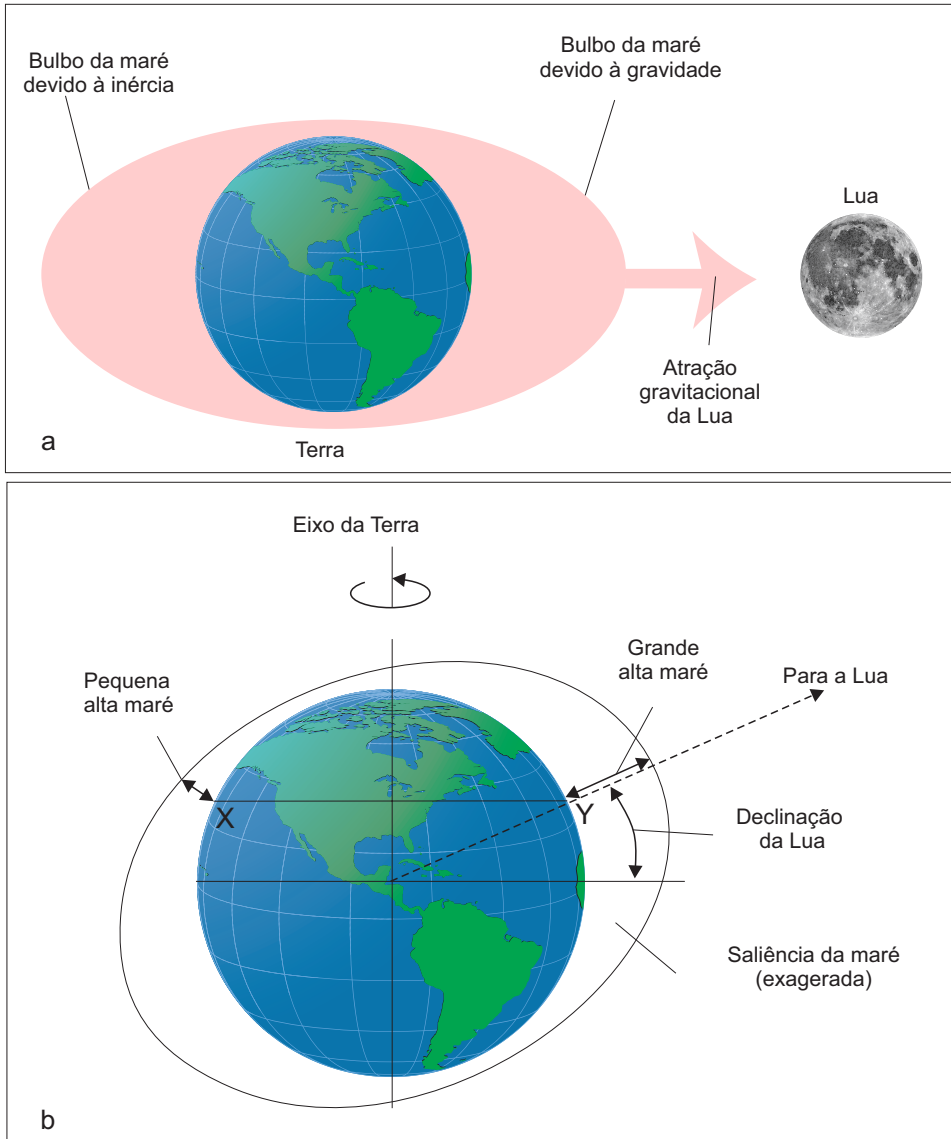 Bulbo da maré
devido à inércia
Bulbo da maré
devido à gravidade
Lua
Atração
gravitacional
da Lua
Terra
a
Eixo da Terra
Pequena
alta maré
Grande
alta maré
Para a Lua
X
Y
Declinação
da Lua
Saliência da maré
(exagerada)
b